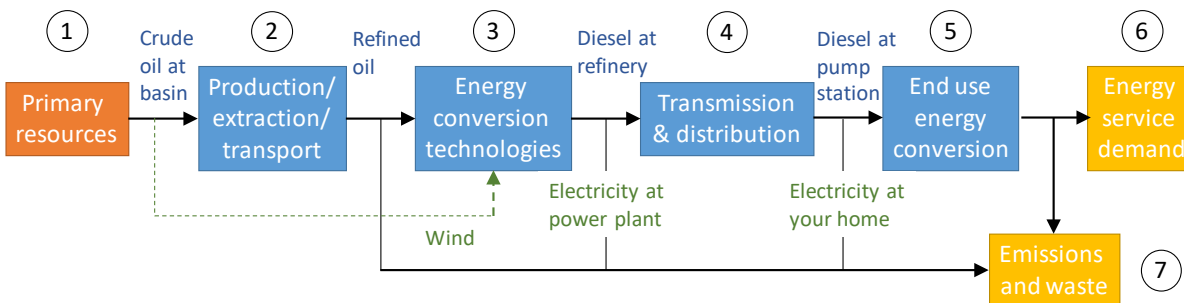 1
2
3
4
5
6
Crude
oil at
basin
Refined
oil
Diesel at
refinery
Diesel at
pump
station
Primary
resources
Production/
extraction/
transport
Energy
conversion
technologies
Transmission
& distribution
End use
energy
conversion
Energy
service
demand
Wind
Electricity at
power plant
Electricity at
your home
Emissions
and waste
7